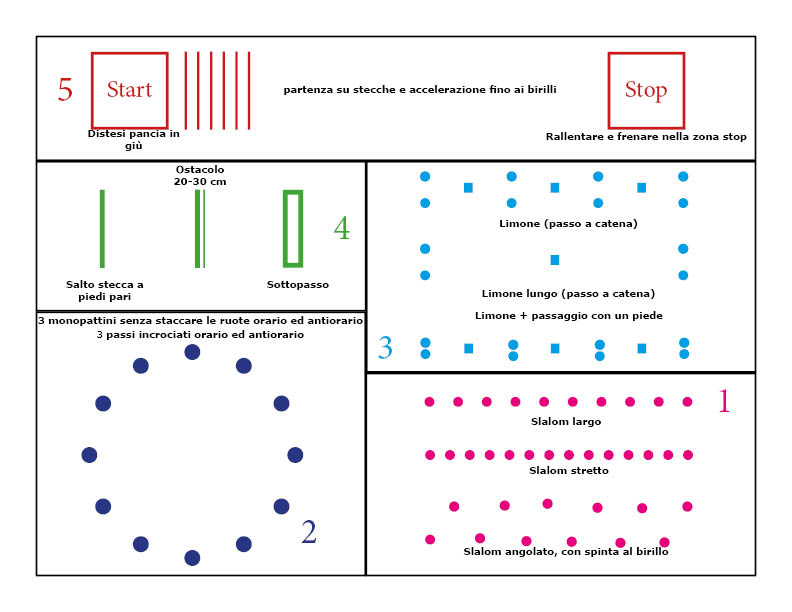 5
Start
partenza su stecche e accelerazione fino ai birilli
Stop
Distesi pancia in
giù
Rallentare e frenare nella zona stop
Ostacolo
20-30 cm
4
Salto stecca a
piedi pari
Sottopasso
Limone (passo a catena)
Limone lungo (passo a catena)
Limone + passaggio con un piede
3
3 monopattini senza staccare le ruote orario ed antiorario
3 passi incrociati orario ed antiorario
2
1
Slalom largo
Slalom stretto
Slalom angolato, con spinta al birillo